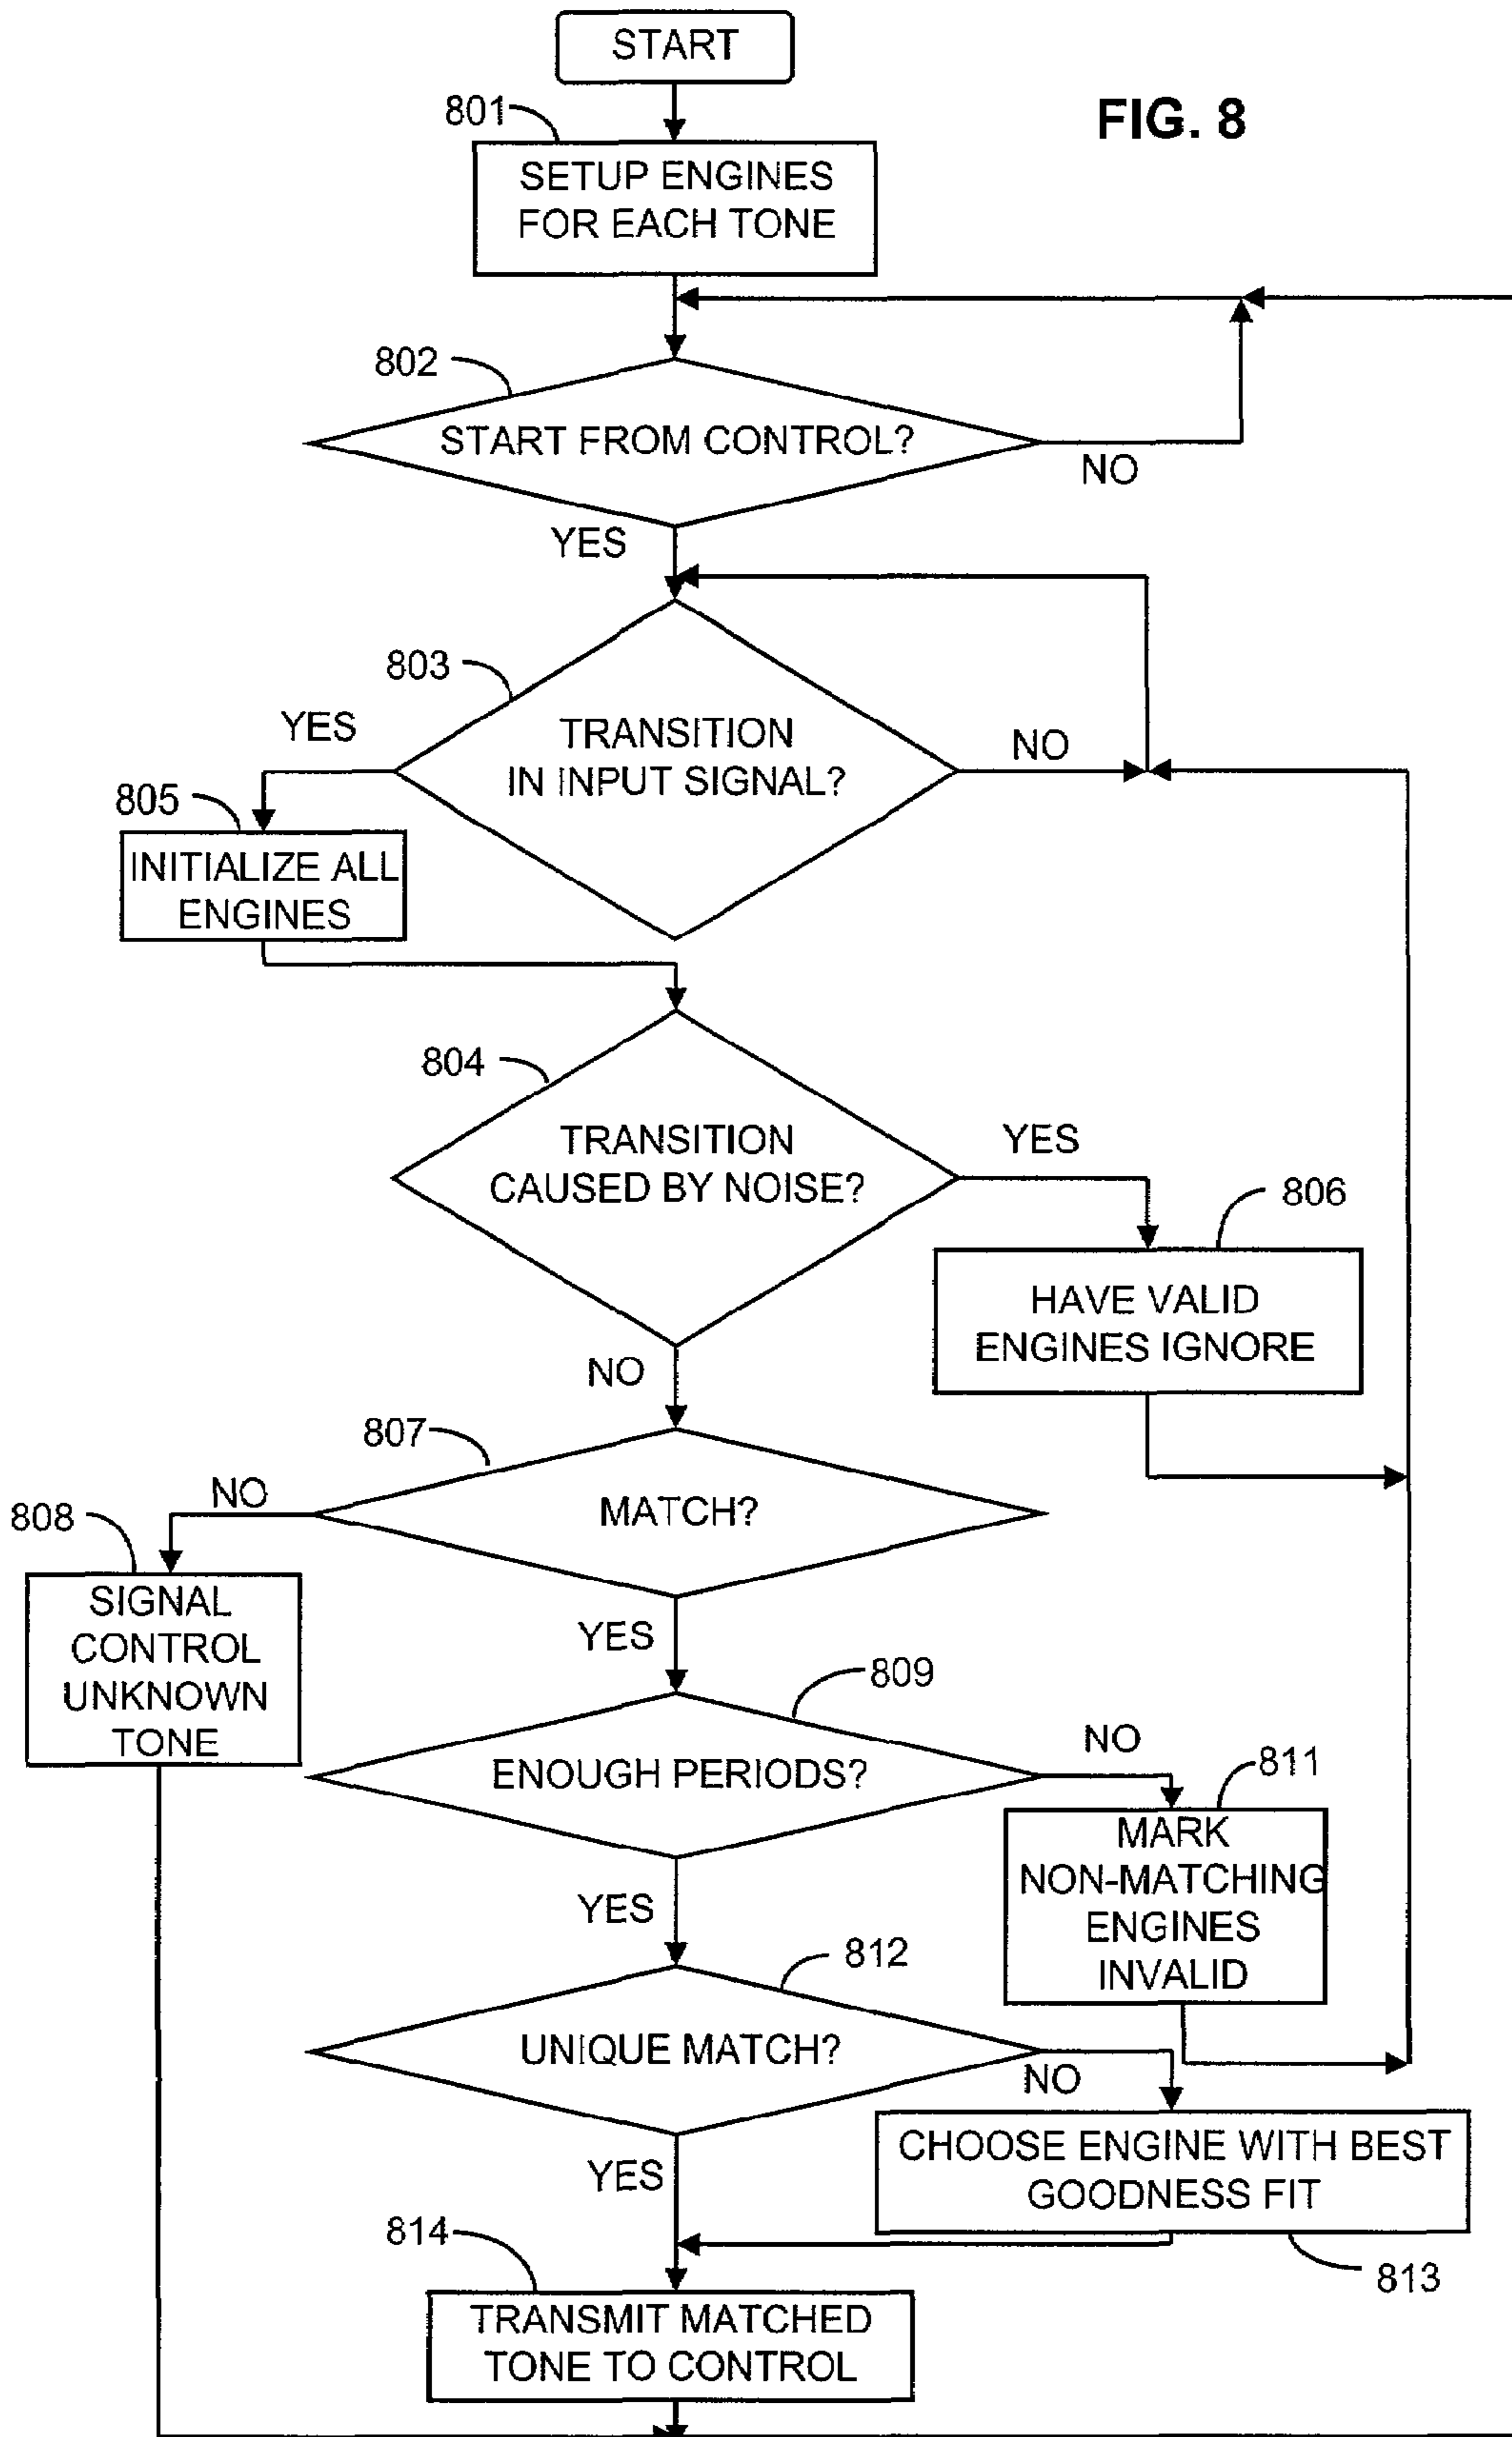 START
FIG. 8
801
SETUP ENGINES
FOR EACH TONE
802
START FROM CONTROL?
NO
YES
803
YES
TRANSITION
IN INPUT SIGNAL?
NO
805
INITIALIZE ALL
ENGINES
804
TRANSITION
CAUSED BY NOISE?
YES
806
HAVE VALID
ENGINES IGNORE
NO
807
MATCH?
NO
808
SIGNAL
CONTROL
UNKNOWN
TONE
YES
809
ENOUGH PERIODS?
NO
811
MARK
NON-MATCHING
ENGINES
INVALID
YES
812
UNIQUE MATCH?
NO
CHOOSE ENGINE WITH BEST
GOODNESS FIT
813
YES
814
TRANSMIT MATCHED
TONE TO CONTROL